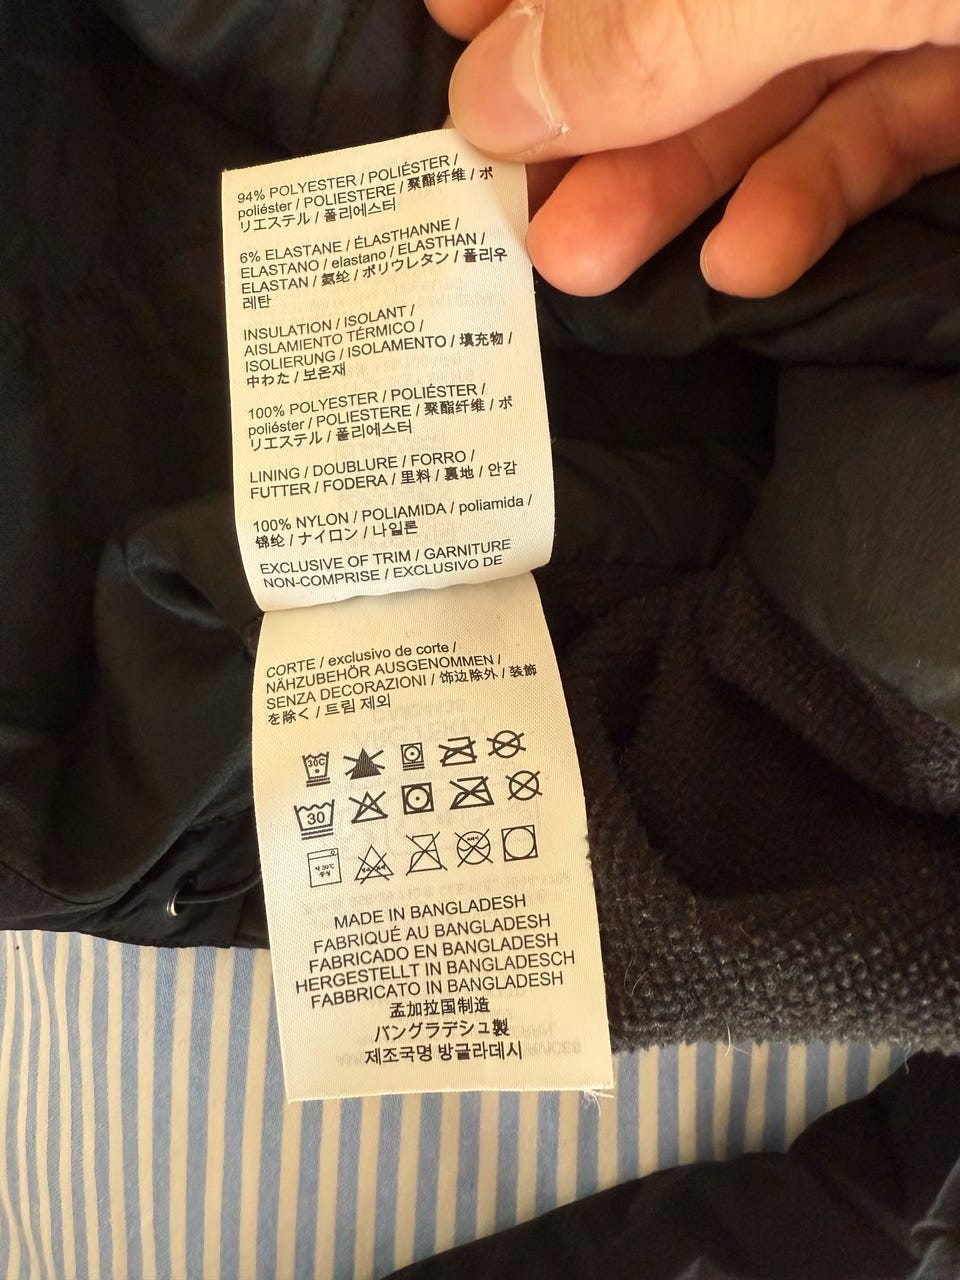 94% POLYESTER / POLIÉSTER /
poliéster / POLIESTERE / 聚酯纤维 / ポ
リエステル / 폴리에스터
6% ELASTANE / ÉLASTHANNE /
ELASTANO / elastano / ELASTHAN /
ELASTAN / 氨纶 / ポリウレタン / 폴리우
레탄
INSULATION / ISOLANT /
AISLAMIENTO TÉRMICO /
ISOLIERUNG / ISOLAMENTO / 填充物 /
中わた / 보온재
100% POLYESTER / POLIÉSTER /
poliéster / POLIESTERE / 聚酯纤维 / ポ
リエステル / 폴리에스터
LINING / DOUBLURE / FORRO /
FUTTER / FODERA / 里料 / 裏地 / 안감
100% NYLON / POLIAMIDA / poliamida /
锦纶 / ナイロン / 나일론
EXCLUSIVE OF TRIM / GARNITURE
NON-COMPRISE / EXCLUSIVO DE
CORTE / exclusivo de corte /
NÄHZUBEHÖR AUSGENOMMEN /
SENZA DECORAZIONI / 饰边除外 / 装飾
を除く / 트림 제외
30C
30
MADE IN BANGLADESH
FABRIQUÉ AU BANGLADESH
FABRICADO EN BANGLADESH
HERGESTELLT IN BANGLADESCH
FABBRICATO IN BANGLADESH
孟加拉国制造
バングラデシュ製
제조국명 방글라데시